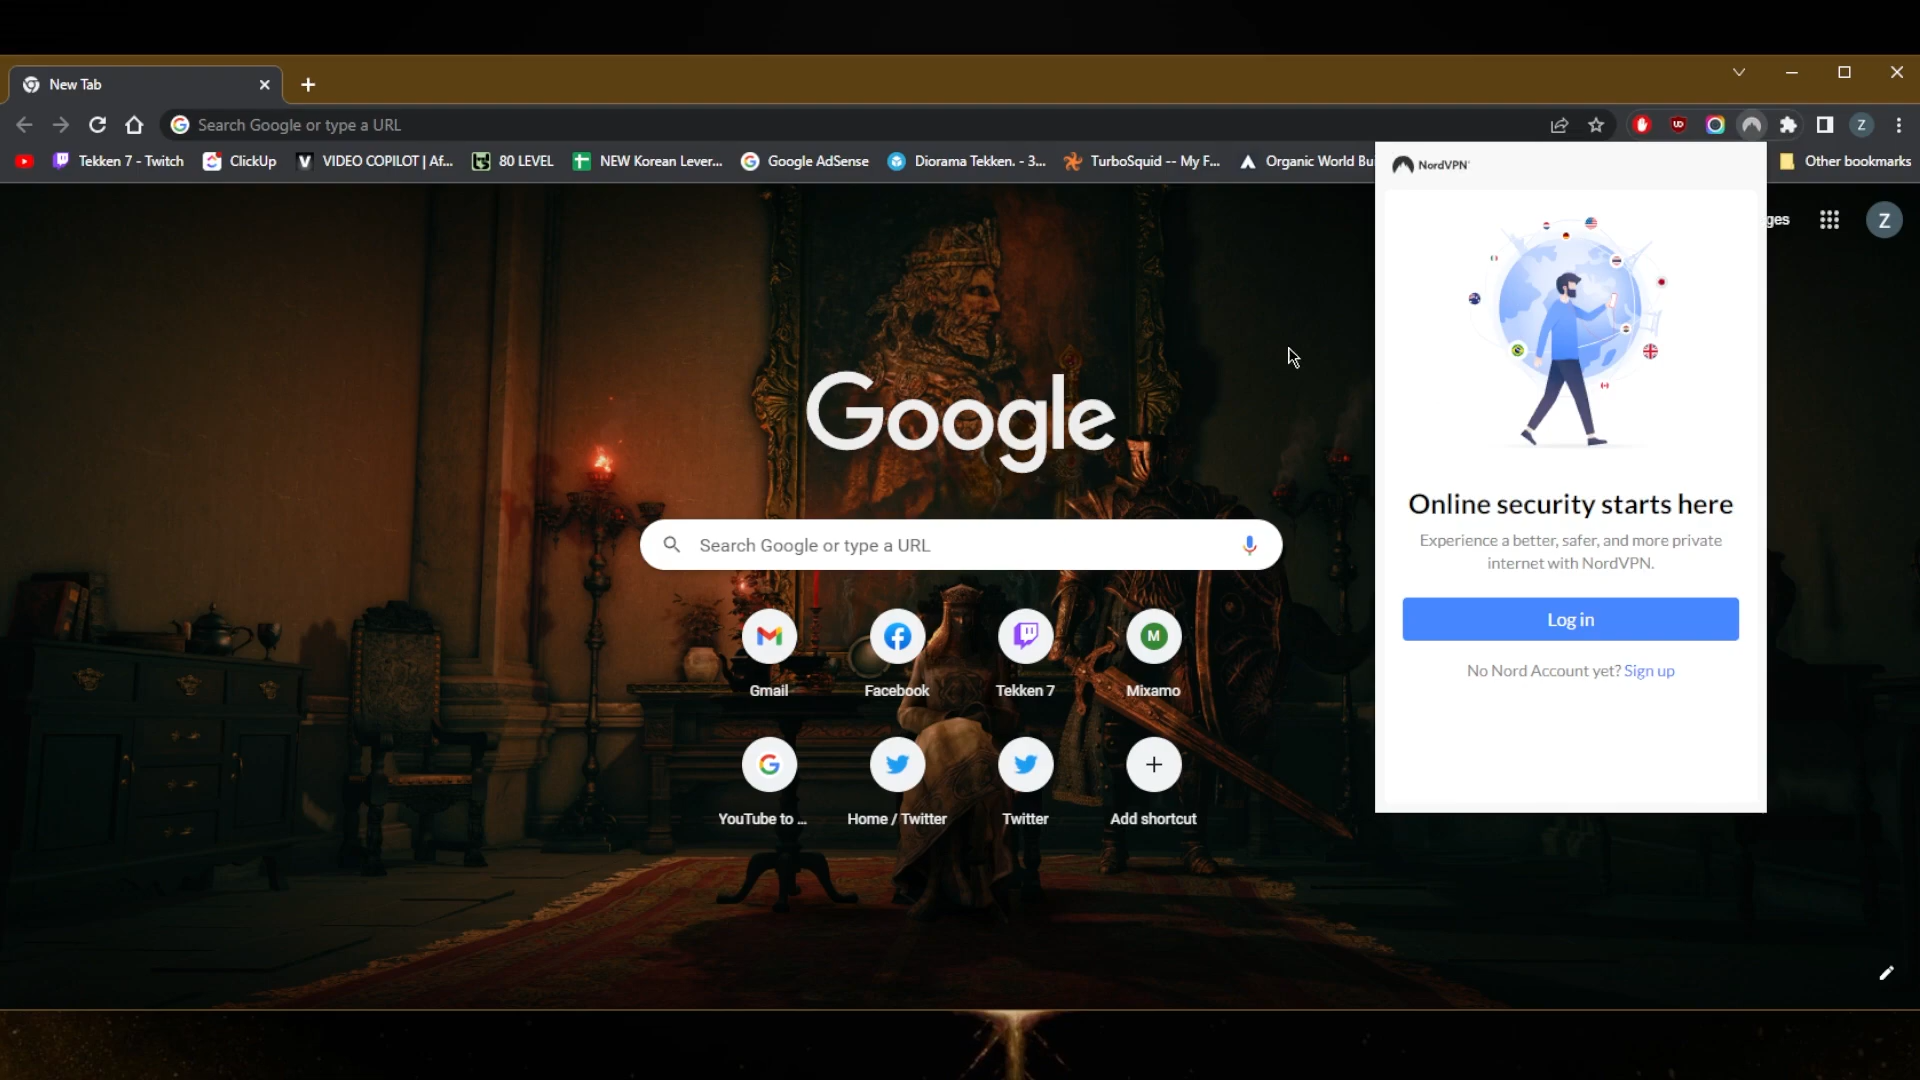 New Tab
Search Google or type a URL
Tekken 7 - Twitch
ClickUp
VIDEO COPILOT | Af...
80 LEVEL
NEW Korean Lever...
Google AdSense
Diorama Tekken. - 3...
TurboSquid -- My F...
Organic World Bu
Other bookmarks
NordVPN
ges
Z
Google
Search Google or type a URL
Online security starts here
Experience a better, safer, and more private
internet with NordVPN.
Log in
No Nord Account yet? Sign up
Gmail
Facebook
Tekken 7
M
Mixamo
YouTube to ...
Home / Twitter
Twitter
Add shortcut